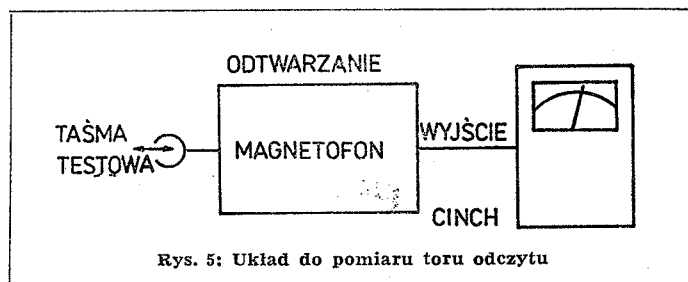 ODTWARZANIE
TAŚMA
TESTOWA
MAGNETOFON
WYJŚCIE
CINCH
Rys. 5: Układ do pomiaru toru odczytu